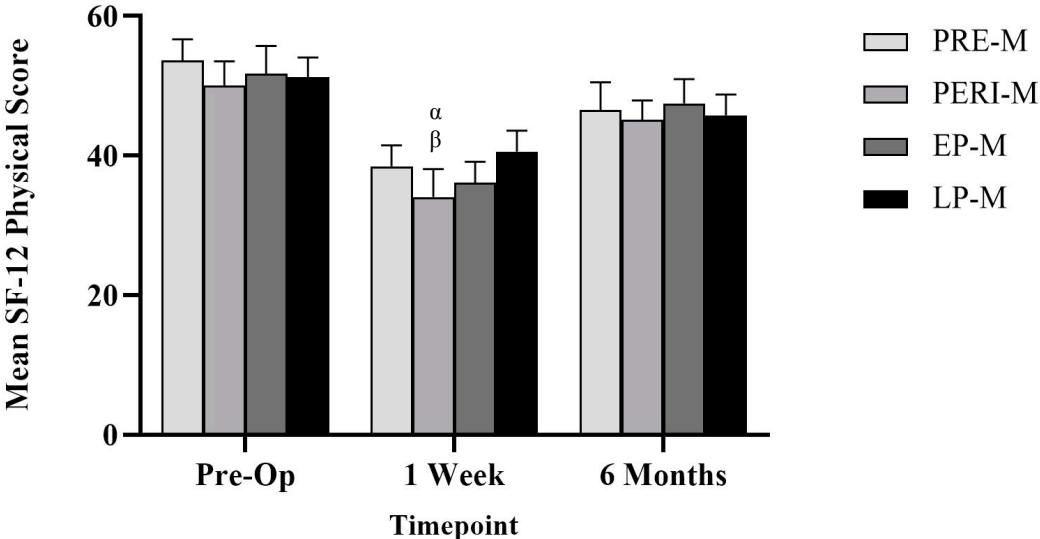 Mean SF-12 Physical Score
60
40
20
0
α
β
Pre-Op
1 Week
6 Months
Timepoint
PRE-M
PERI-M
EP-M
LP-M